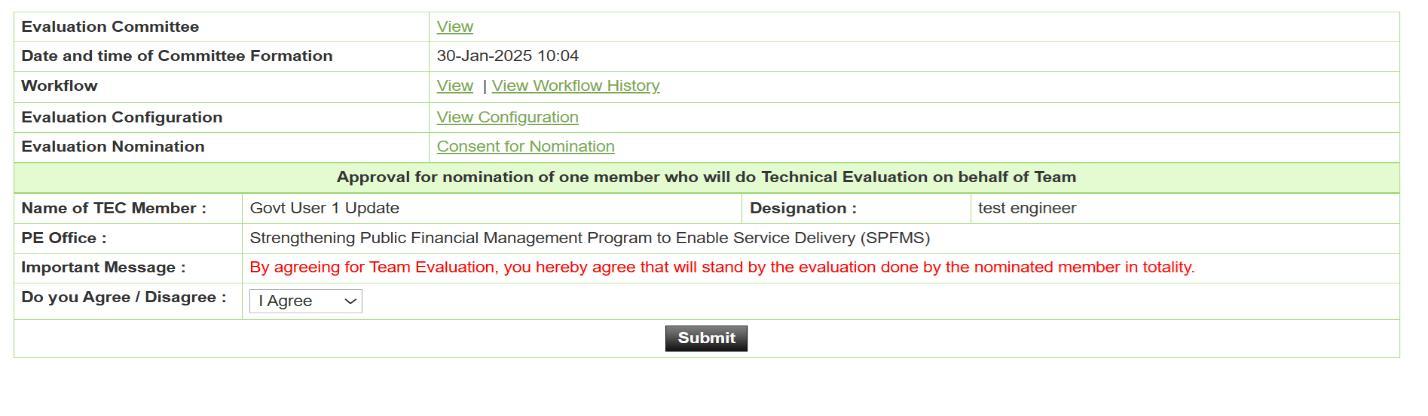 Evaluation Committee View
Date and time of Committee Formation 30-Jan-2025 10:04
Workflow View | View Workflow History
Evaluation Configuration View Configuration
Evaluation Nomination Consent for Nomination
Approval for nomination of one member who will do Technical Evaluation on behalf of Team
Name of TEC Member : Govt User 1 Update Designation : test engineer
PE Office : Strengthening Public Financial Management Program to Enable Service Delivery (SPFMS)
Important Message : By agreeing for Team Evaluation, you hereby agree that will stand by the evaluation done by the nominated member in totality.
Do you Agree / Disagree : I Agree
Submit